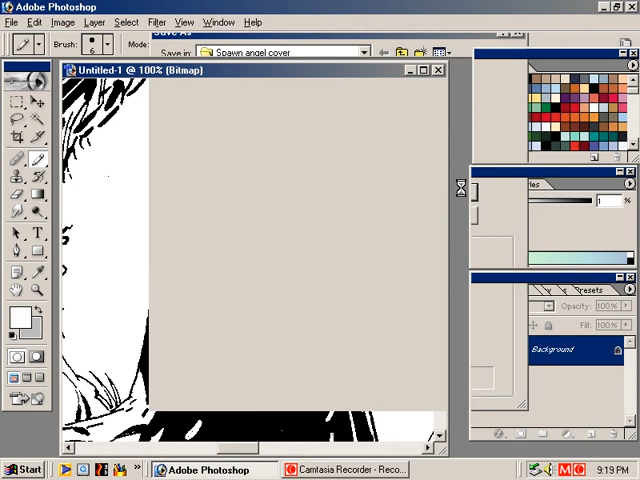 Adobe Photoshop
File Edit Image Layer Select Filter View Window Help
Brush: 6 Mode: Save As
Save in: Spawn angel cover
Untitled-1 @ 100% (Bitmap)
1 %
Presets
Opacity: 100%
Fill: 100%
Background
Start Adobe Photoshop Camtasia Recorder - Reco... 9:19 PM